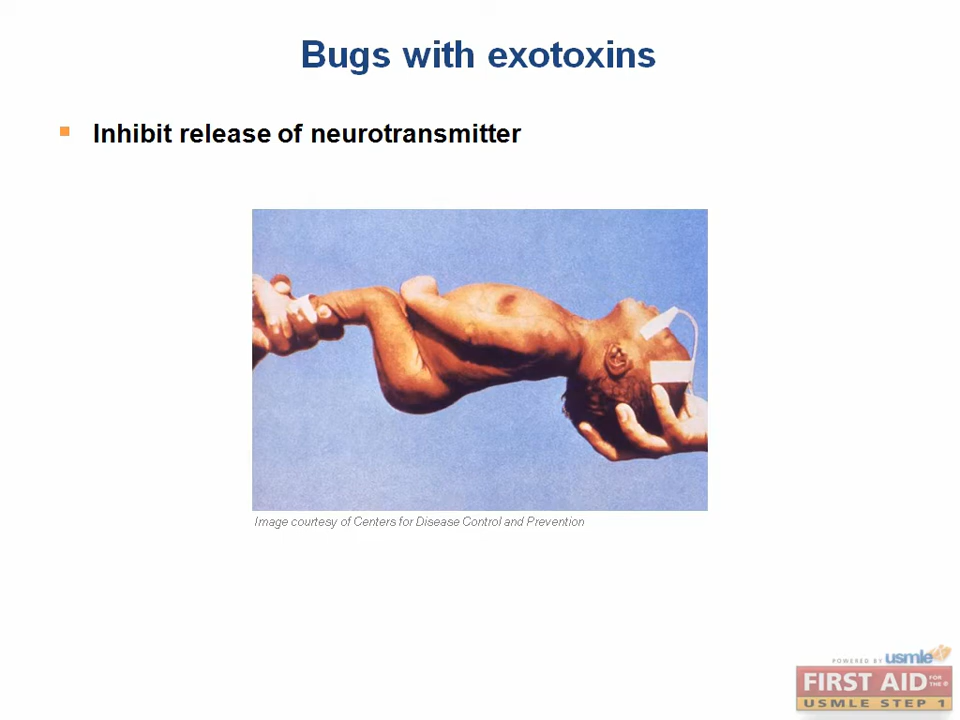 Bugs with exotoxins
Inhibit release of neurotransmitter
Image courtesy of Centers for Disease Control and Prevention
POWERED BY usmle
FIRST AID FOR THE®
USMLE STEP 1